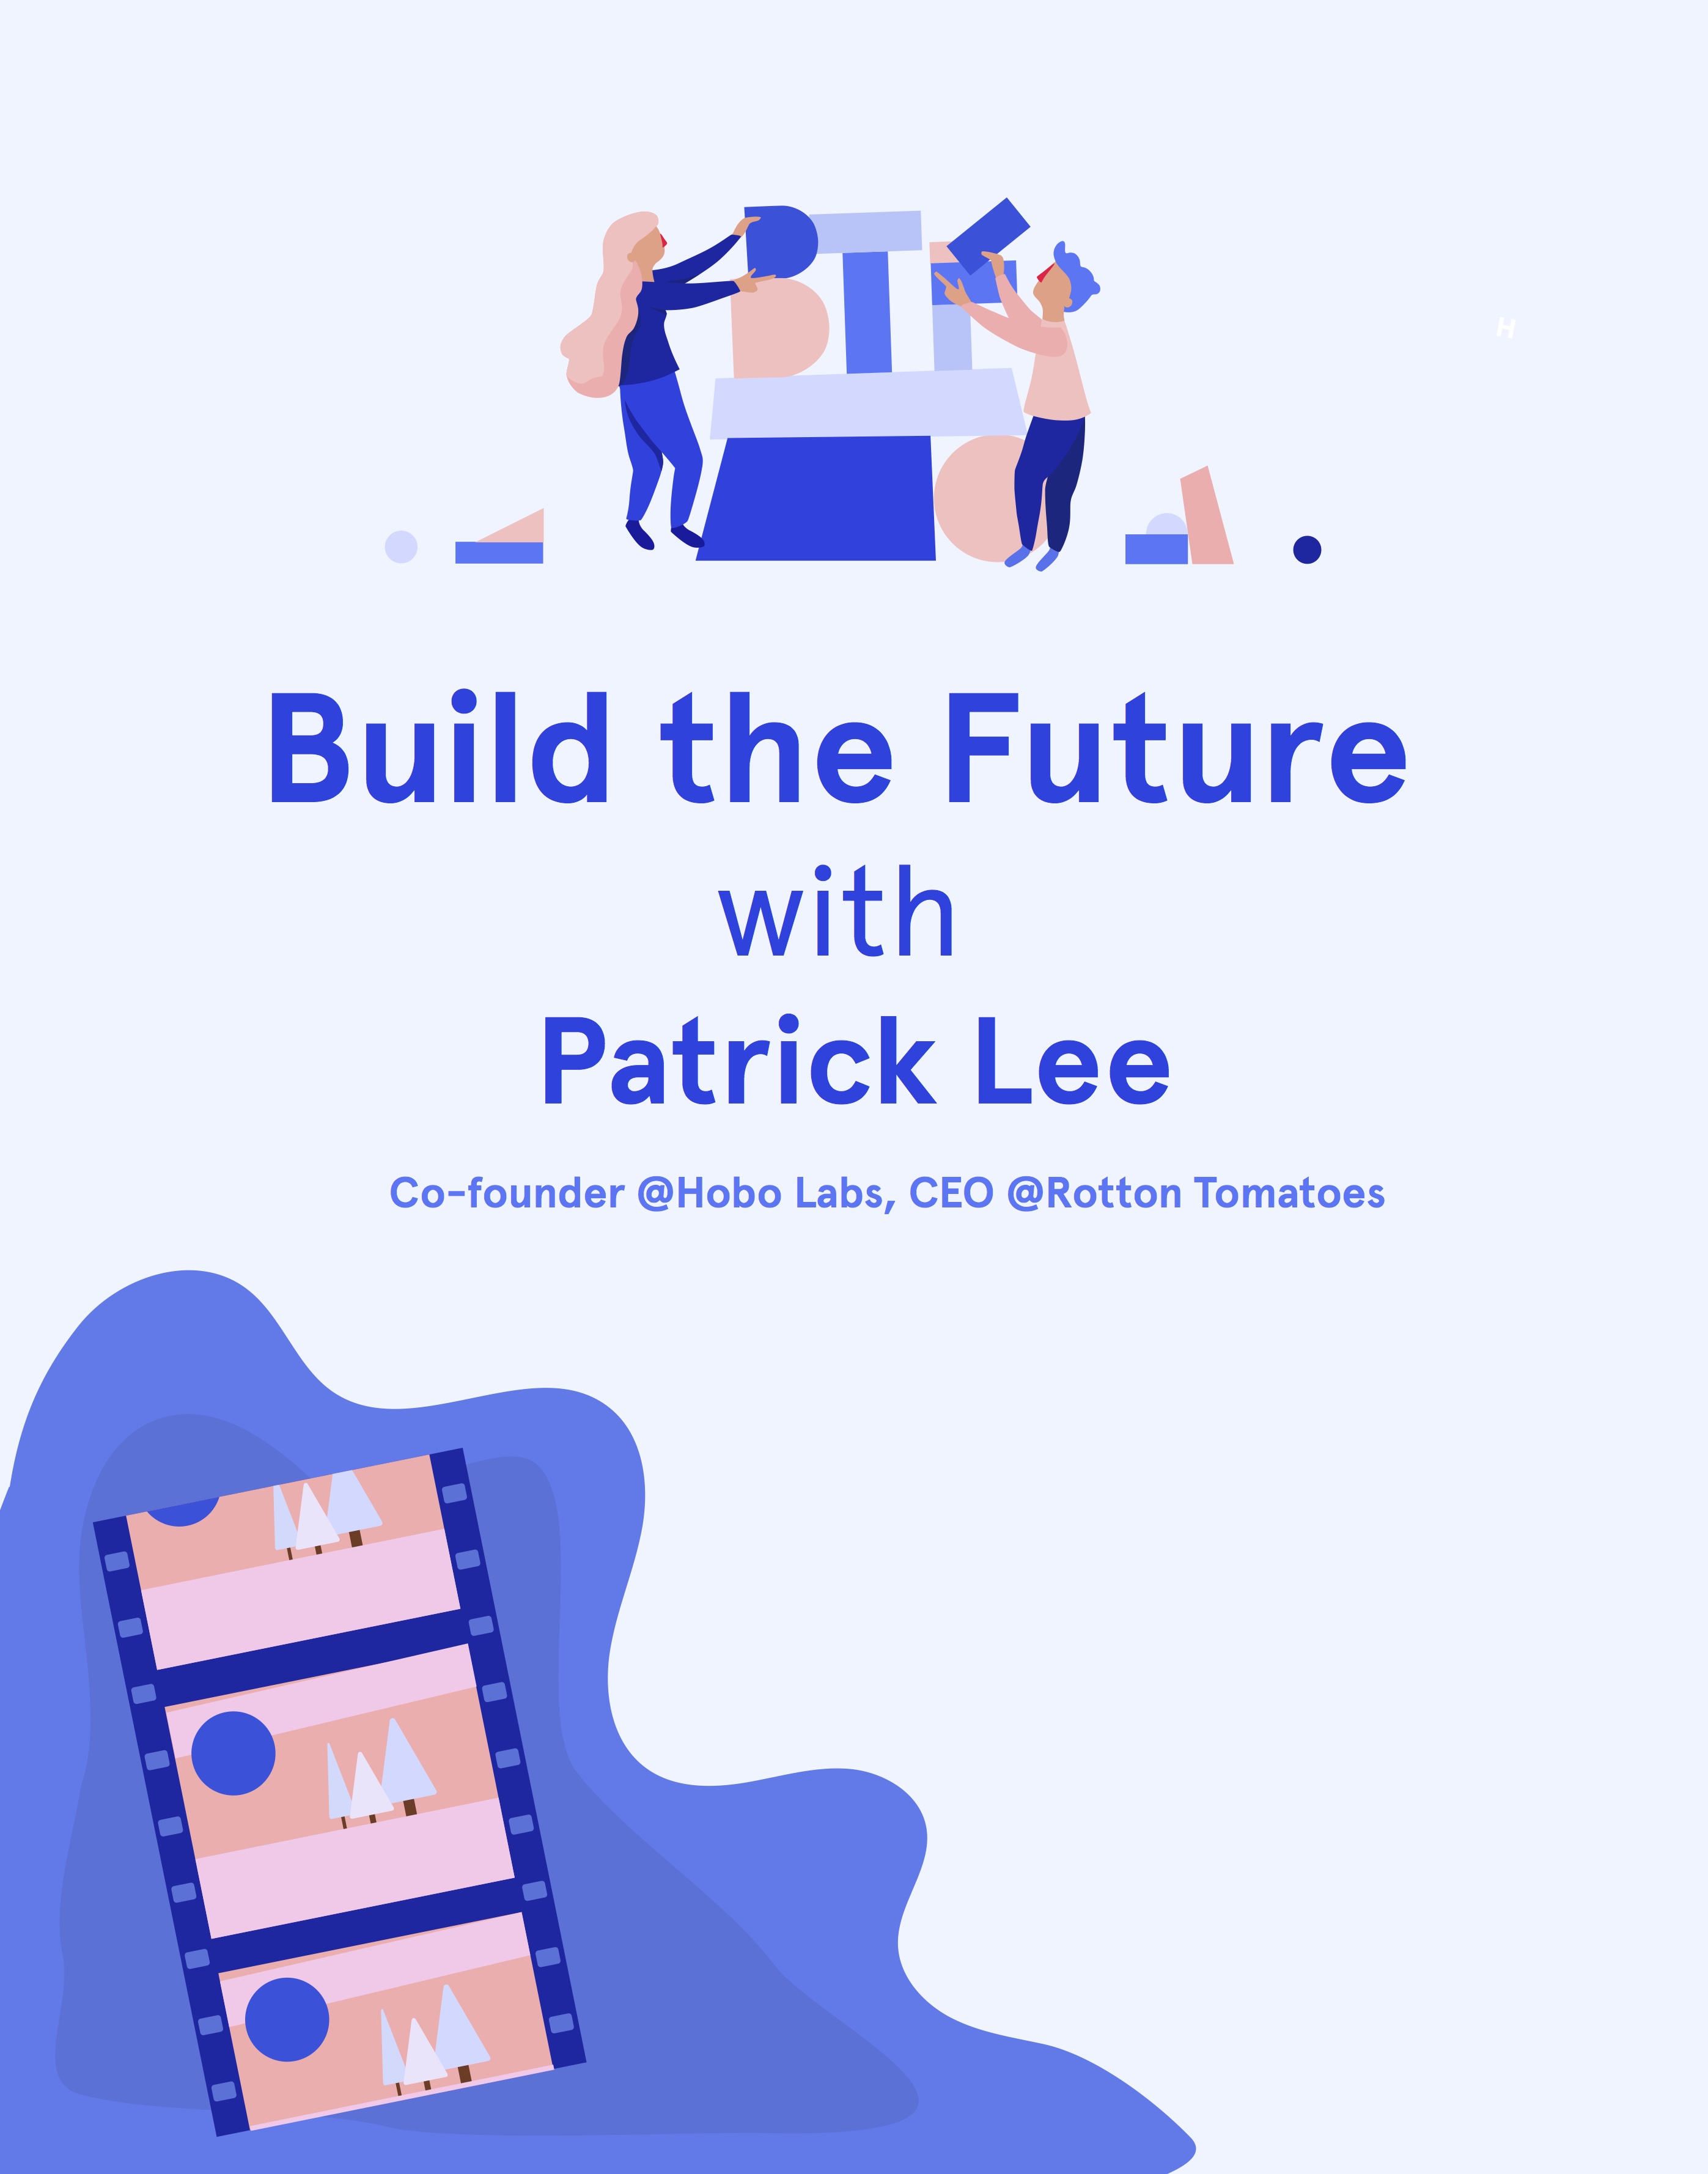 H
Build the Future
with
Patrick Lee
Co-founder @Hobo Labs, CEO @Rotton Tomatoes